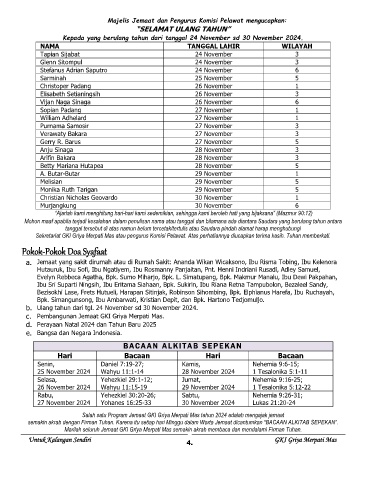 Majelis Jemaat dan Pengurus Komisi Pelawat mengucapkan:
"SELAMAT ULANG TAHUN"
Kepada yang berulang tahun dari tanggal 24 November sd 30 November 2024.
NAMA TANGGAL LAHIR WILAYAH
Tapian Sijabat 24 November 3
Glenn Sitompul 24 November 3
Stefanus Adrian Saputro 24 November 6
Sarminah 25 November 5
Christoper Padang 26 November 1
Elisabeth Setianingsih 26 November 3
Vijan Naga Sinaga 26 November 6
Sopian Padang 27 November 1
William Adhelard 27 November 1
Purnama Samosir 27 November 3
Verawaty Bakara 27 November 3
Gerry R. Barus 27 November 5
Anju Sinaga 28 November 3
Arifin Bakara 28 November 3
Betty Mariana Hutapea 28 November 5
A. Butar-Butar 29 November 1
Melisian 29 November 5
Monika Ruth Tarigan 29 November 5
Christian Nicholas Geovardo 30 November 1
Murjangkung 30 November 6
"Ajarlah kami menghitung hari-hari kami sedemikian, sehingga kami beroleh hati yang bijaksana" (Mazmur 90:12)
Mohon maaf apabila terjadi kesalahan dalam penulisan nama atau tanggal dan bilamana ada diantara Saudara yang berulang tahun antara
tanggal tersebut di atas namun belum tercetak/tertulis atau Saudara pindah alamat harap menghubungi
Sekretariat GKI Griya Merpati Mas atau pengurus Komisi Pelawat. Atas perhatiannya diucapkan terima kasih. Tuhan memberkati.
Pokok-Pokok Doa Syafaat
a. Jemaat yang sakit dirumah atau di Rumah Sakit: Ananda Wikan Wicaksono, Ibu Risma Tobing, Ibu Kelenora
Hutauruk, Ibu Sofi, Ibu Ngatiyem, Ibu Rosmanny Panjaitan, Pnt. Henni Indriani Rusadi, Adley Samuel,
Evelyn Robboca Agatha, Bpk. Sumo Miharjo, Bpk. L. Simatupang, Bpk. Makmur Manalu, Ibu Dewi Pakpahan,
Ibu Sri Suparti Ningsih, Ibu Erita­ma Siahaan, Bpk. Sukirin, Ibu Riana Retna Tampubolon, Bezaleel Sandy,
Bezisokhi Lase, Freets Hutueli, Harapan Sitinjak, Robinson Sihombing, Bpk. Elphianus Harefa, Ibu Ruchayah,
Bpk. Simangunsong, Ibu Ambarwati, Kristian Depit, dan Bpk. Hartono Tedjomuljo.
b. Ulang tahun dari tgl. 24 November sd 30 November 2024.
c. Pembangunan Jemaat GKI Griya Merpati Mas.
d. Perayaan Natal 2024 dan Tahun Baru 2025
e. Bangsa dan Negara Indonesia.
BACAAN ALKITAB SEPEKAN
Hari Bacaan Hari Bacaan
Senin, Daniel 7:19-27; Kamis, Nehemia 9:6-15;
25 November 2024 Wahyu 11:1-14 28 November 2024 1 Tesalonika 5:1-11
Selasa, Yehezkiel 29:1-12; Jumat, Nehemia 9:16-25;
26 November 2024 Wahyu 11:15-19 29 November 2024 1 Tesalonika 5:12-22
Rabu, Yehezkiel 30:20-26; Sabtu, Nehemia 9:26-31;
27 November 2024 Yohanes 16:25-33 30 November 2024 Lukas 21:20-24
Salah satu Program Jemaat GKI Griya Merpati Mas tahun 2024 adalah mengajak jemaat
semakin akrab dengan Firman Tuhan. Karena itu setiap hari Minggu dalam Warta Jemaat dicantumkan "BACAAN ALKITAB SEPEKAN".
Marilah seluruh Jemaat GKI Griya Merpati Mas semakin akrab membaca dan mendalami Firman Tuhan.
Untuk Kalangan Sendiri 4. GKI Griya Merpati Mas